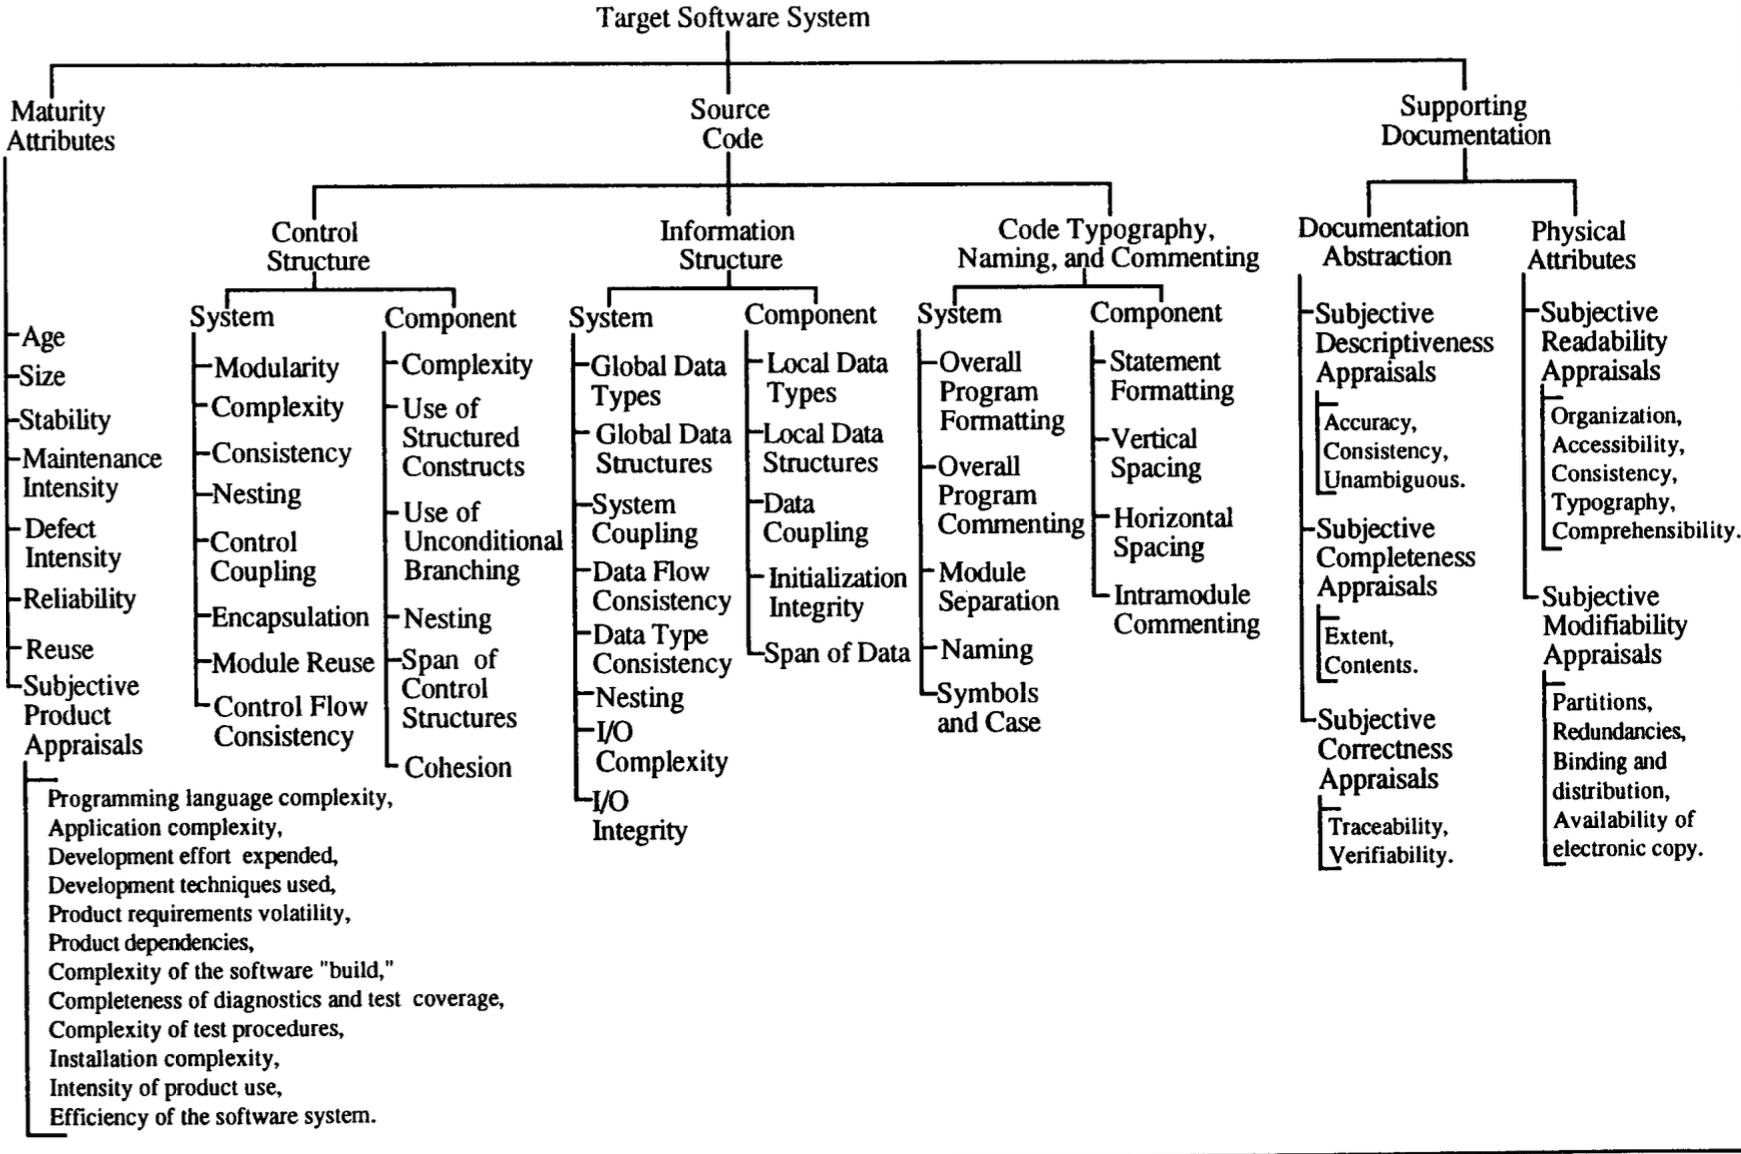 Target Software System
Maturity
Attributes
Source
Code
Supporting
Documentation
Control
Structure
Information
Structure
Code Typography,
Naming, and Commenting
Documentation
Abstraction
Physical
Attributes
Age
Size
Stability
Maintenance
Intensity
Defect
Intensity
Reliability
Reuse
Subjective
Product
Appraisals
Programming language complexity,
Application complexity,
Development effort expended,
Development techniques used,
Product requirements volatility,
Product dependencies,
Complexity of the software "build,"
Completeness of diagnostics and test coverage,
Complexity of test procedures,
Installation complexity,
Intensity of product use,
Efficiency of the software system.
System
Modularity
Complexity
Consistency
Nesting
Control
Coupling
Encapsulation
Module Reuse
Control Flow
Consistency
Component
Complexity
Use of
Structured
Constructs
Use of
Unconditional
Branching
Nesting
Span of
Control
Structures
Cohesion
System
Global Data
Types
Global Data
Structures
System
Coupling
Data Flow
Consistency
Data Type
Consistency
Nesting
I/O
Complexity
I/O
Integrity
Component
Local Data
Types
Local Data
Structures
Data
Coupling
Initialization
Integrity
Span of Data
System
Overall
Program
Formatting
Overall
Program
Commenting
Module
Separation
Naming
Symbols
and Case
Component
Statement
Formatting
Vertical
Spacing
Horizontal
Spacing
Intramodule
Commenting
Subjective
Descriptiveness
Appraisals
Accuracy,
Consistency,
Unambiguous.
Subjective
Completeness
Appraisals
Extent,
Contents.
Subjective
Correctness
Appraisals
Traceability,
Verifiability.
Subjective
Readability
Appraisals
Organization,
Accessibility,
Consistency,
Typography,
Comprehensibility.
Subjective
Modifiability
Appraisals
Partitions,
Redundancies,
Binding and
distribution,
Availability of
electronic copy.